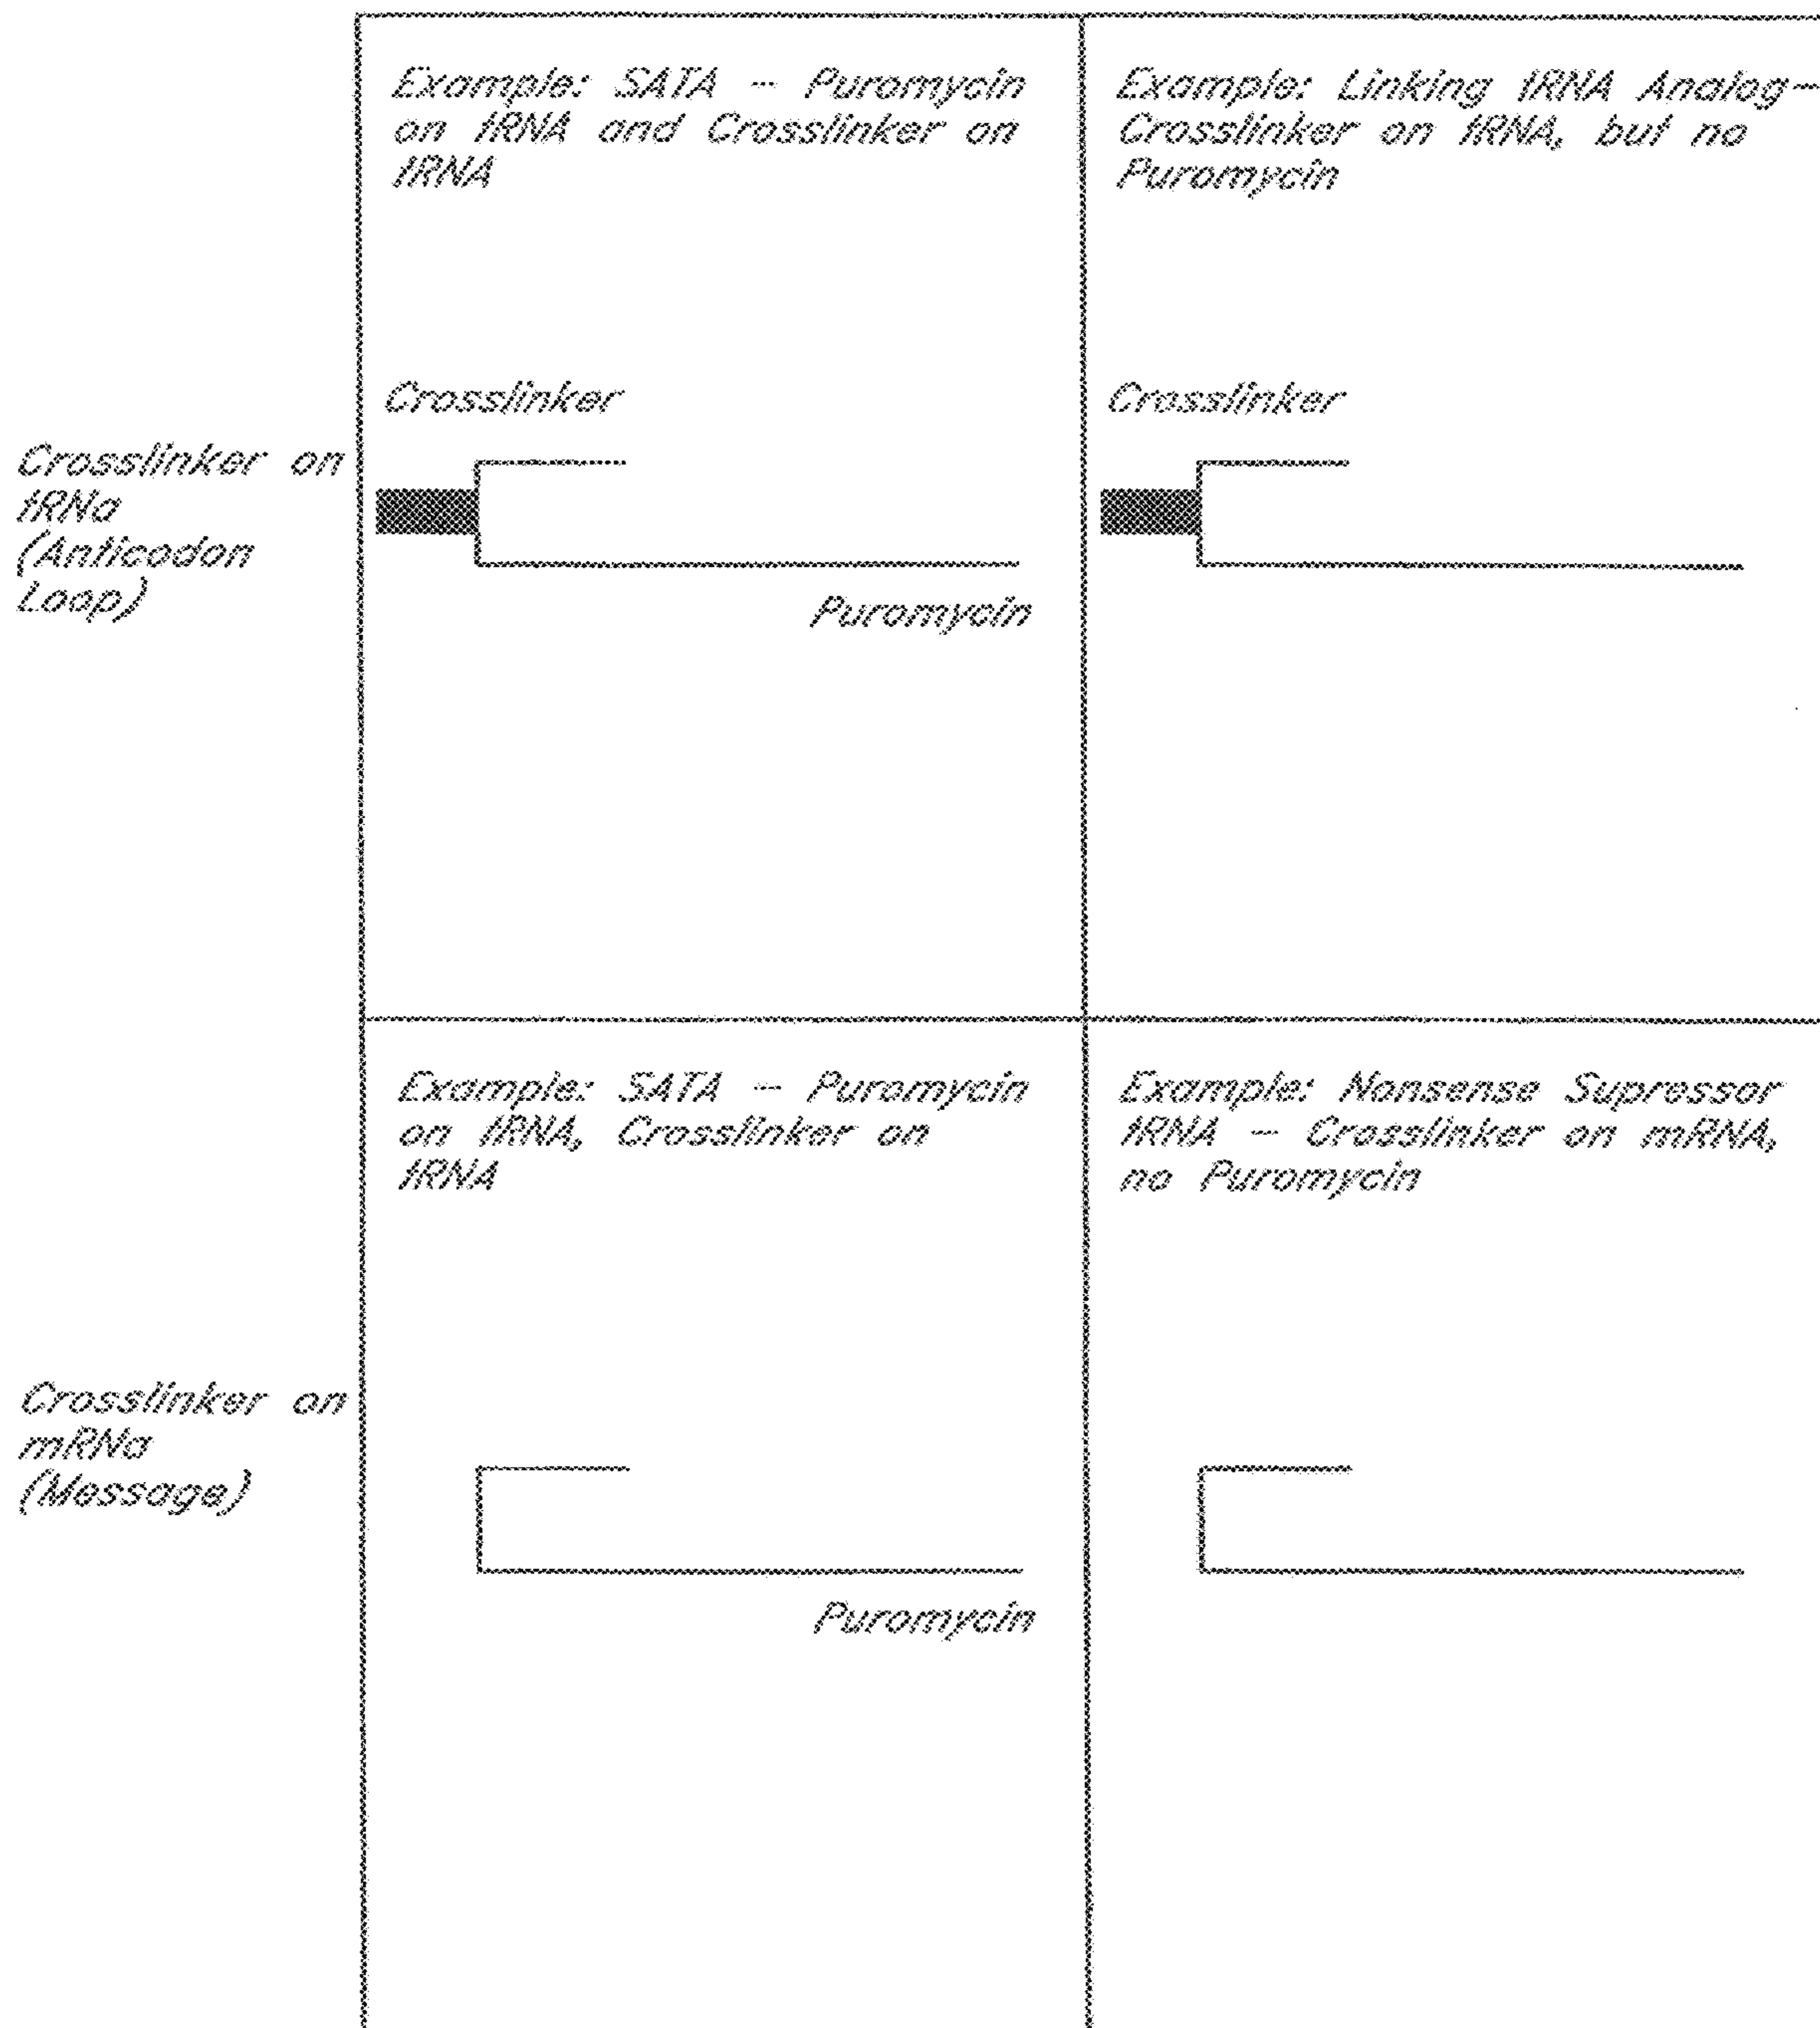 Example: SATA - Puromycin
on tRNA and Crosslinker on
tRNA
Example: Linking tRNA Analog-
Crosslinker on tRNA, but no
Puromycin
Crosslinker on
tRNa
(Anticodon
Loop)
Crosslinker
Puromycin
Crosslinker
Example: SATA - Puromycin
on tRNA, Crosslinker on
tRNA
Example: Nonsense Supressor
tRNA - Crosslinker on mRNA,
no Puromycin
Crosslinker on
mRNa
(Message)
Puromycin